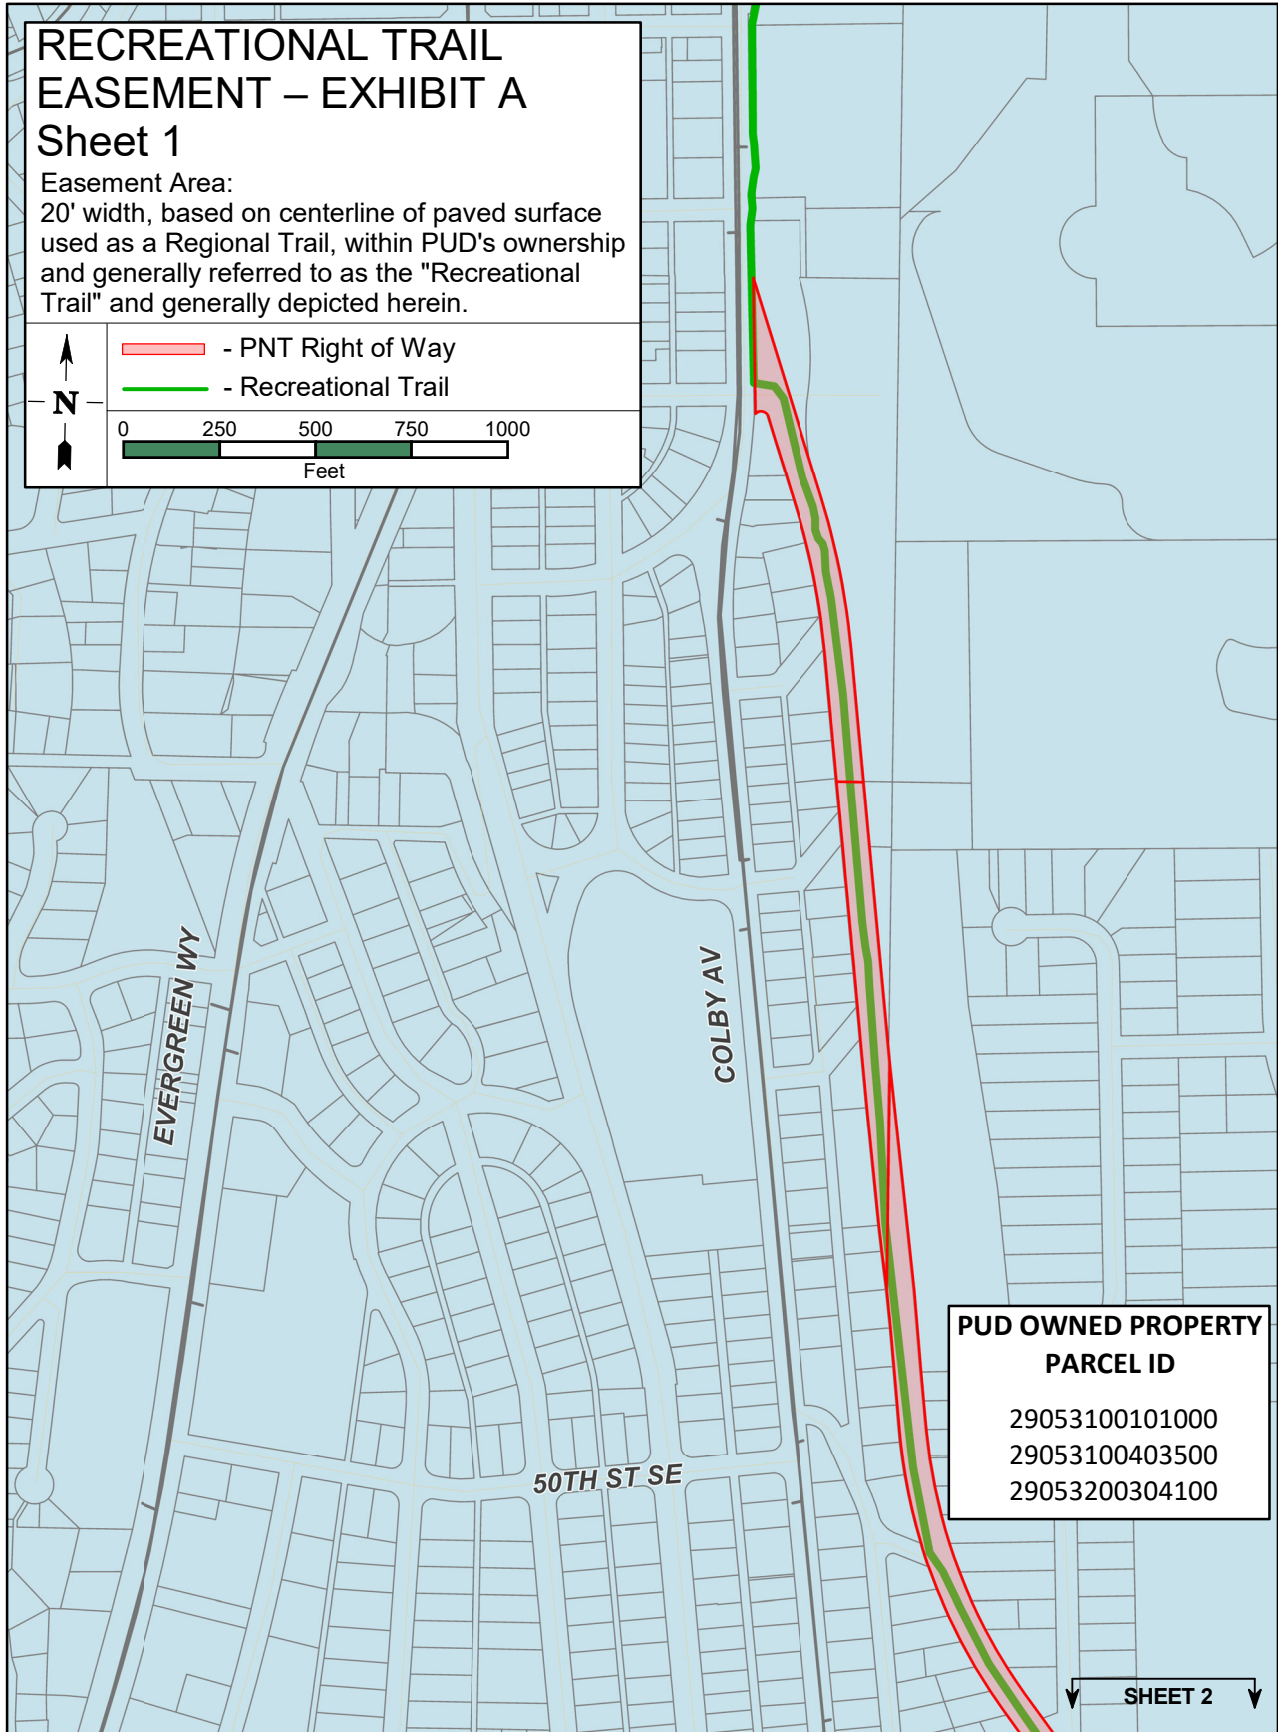 RECREATIONAL TRAIL
EASEMENT – EXHIBIT A
Sheet 1
Easement Area:
20' width, based on centerline of paved surface
used as a Regional Trail, within PUD's ownership
and generally referred to as the "Recreational
Trail" and generally depicted herein.
N
- PNT Right of Way
- Recreational Trail
0 250 500 750 1000
Feet
EVERGREEN WY
COLBY AV
50TH ST SE
PUD OWNED PROPERTY
PARCEL ID
29053100101000
29053100403500
29053200304100
SHEET 2